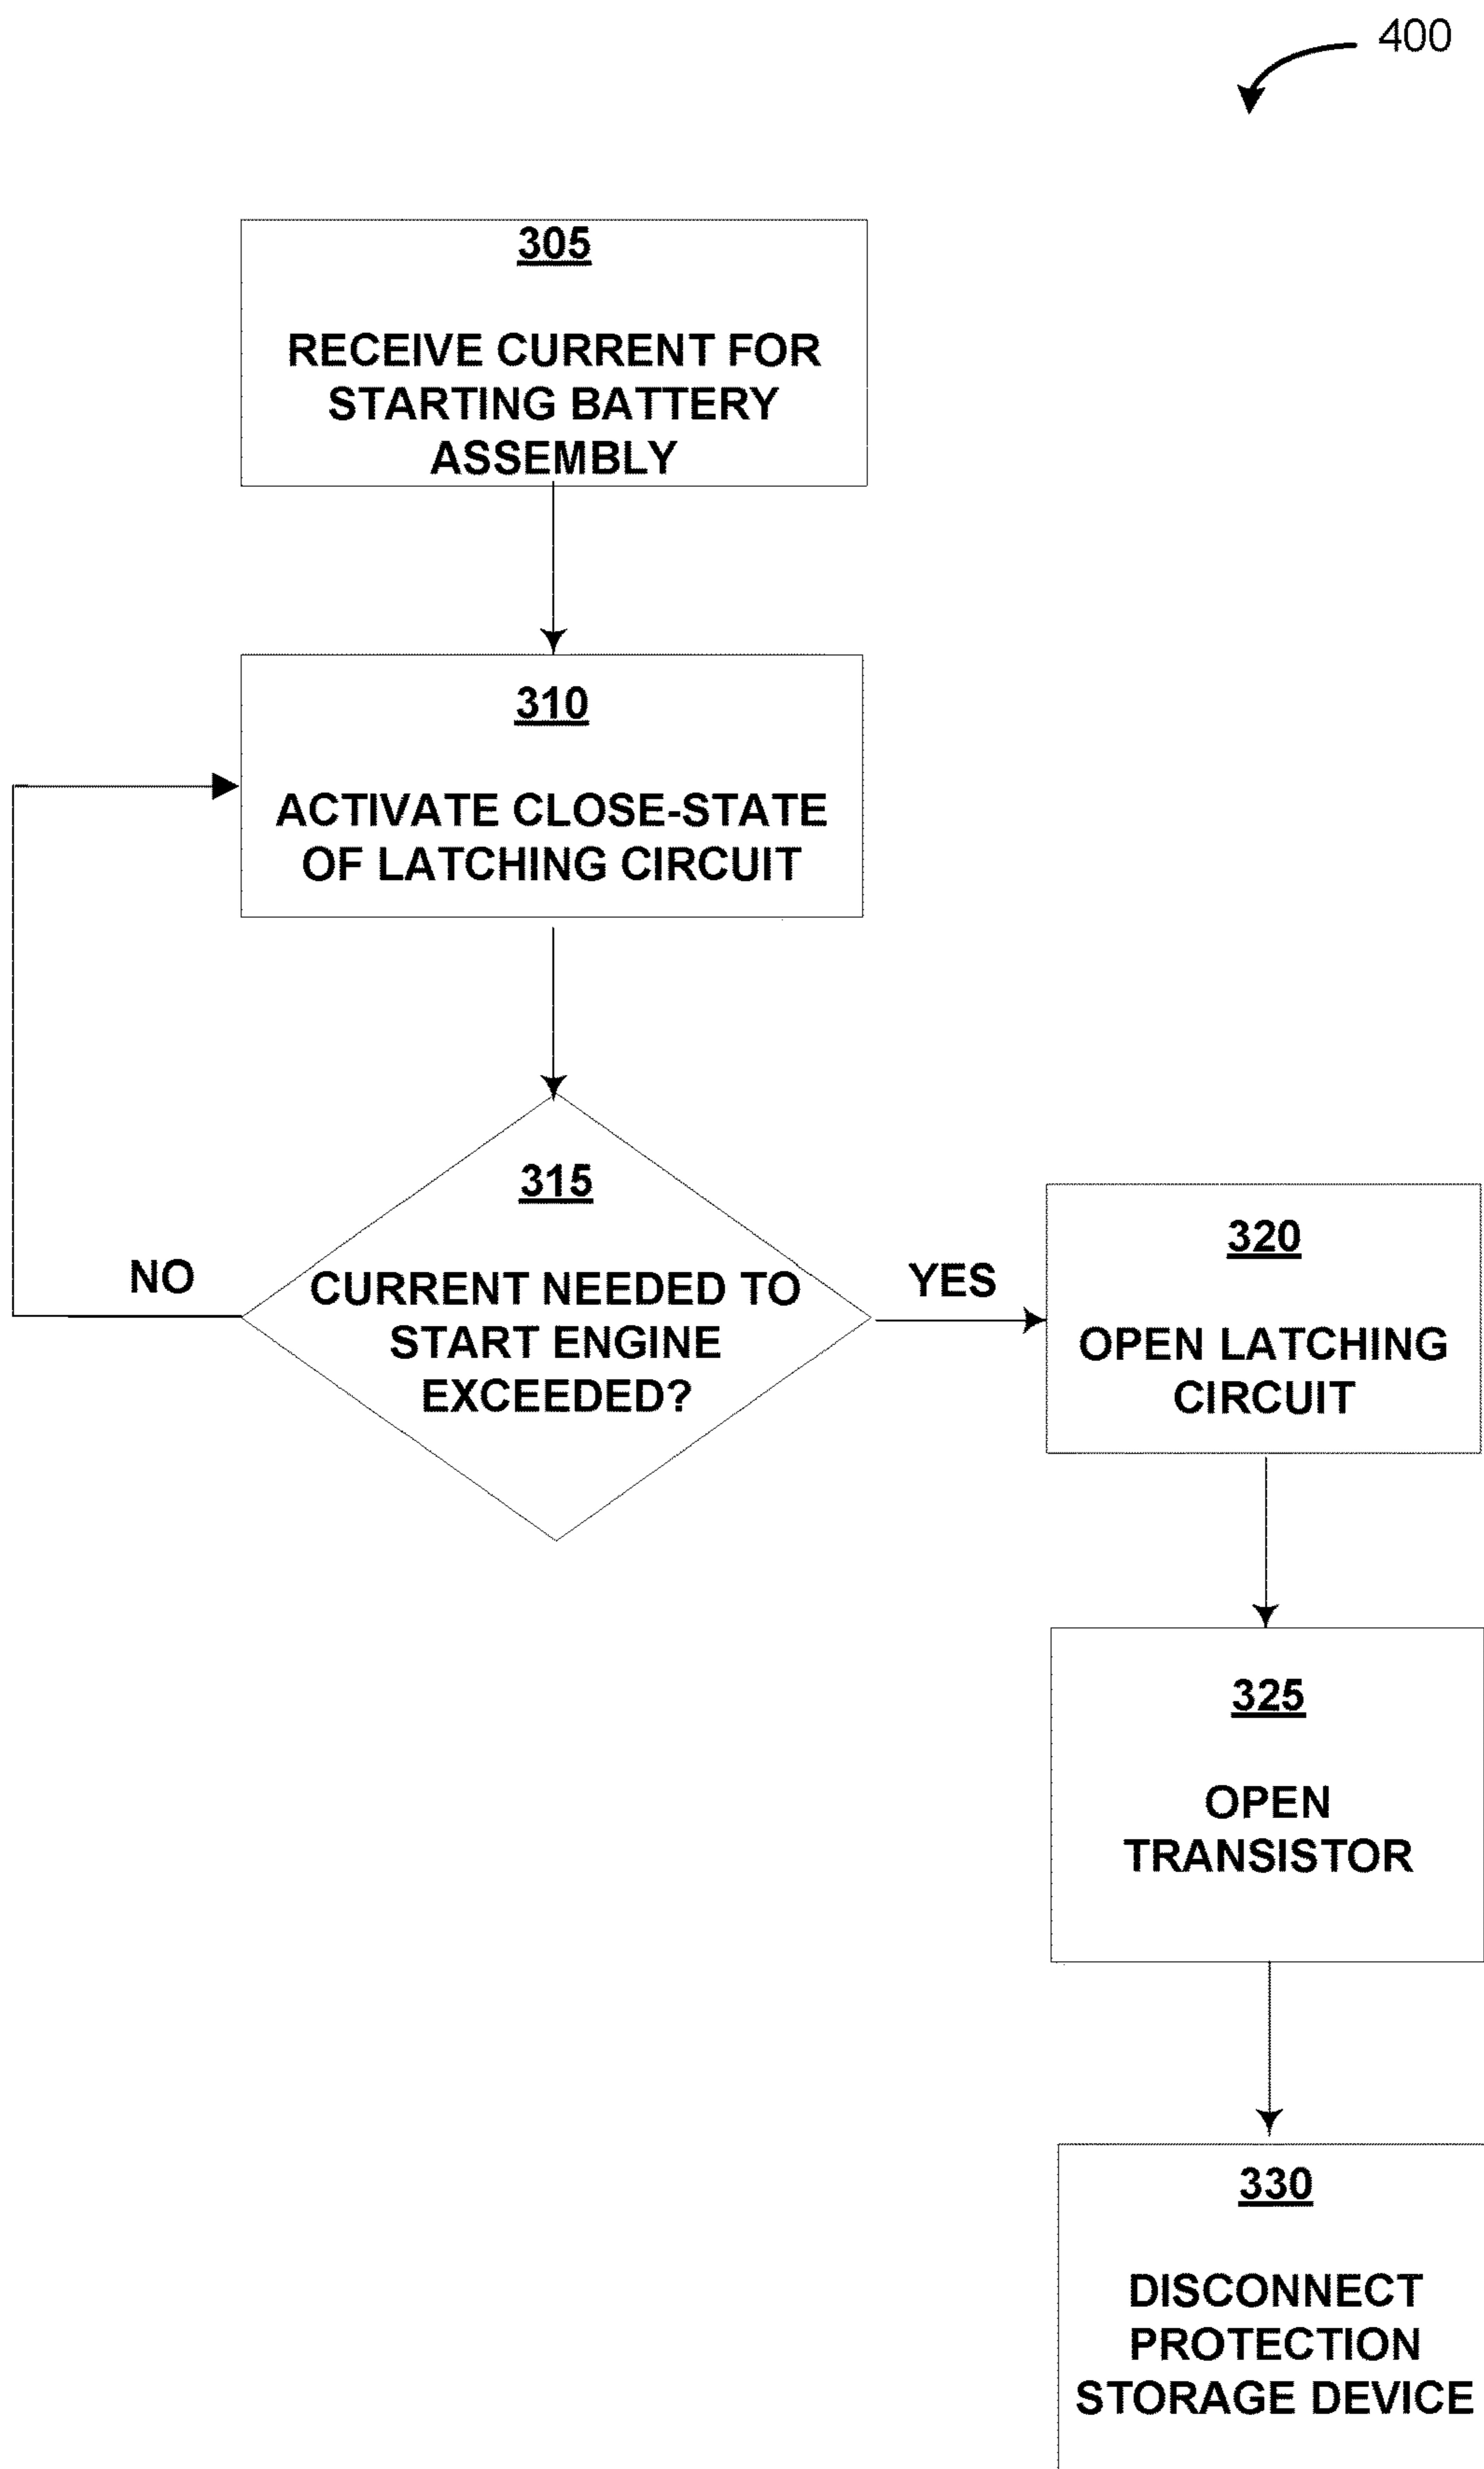 400
305
RECEIVE CURRENT FOR
STARTING BATTERY
ASSEMBLY
310
ACTIVATE CLOSE-STATE
OF LATCHING CIRCUIT
315
CURRENT NEEDED TO
START ENGINE
EXCEEDED?
NO
YES
320
OPEN LATCHING
CIRCUIT
325
OPEN
TRANSISTOR
330
DISCONNECT
PROTECTION
STORAGE DEVICE